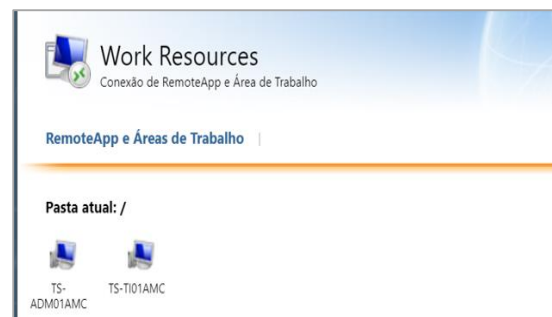 Work Resources
Conexão de RemoteApp e Área de Trabalho
RemoteApp e Áreas de Trabalho
Pasta atual: /
TS-
ADM01AMC
TS-TI01AMC